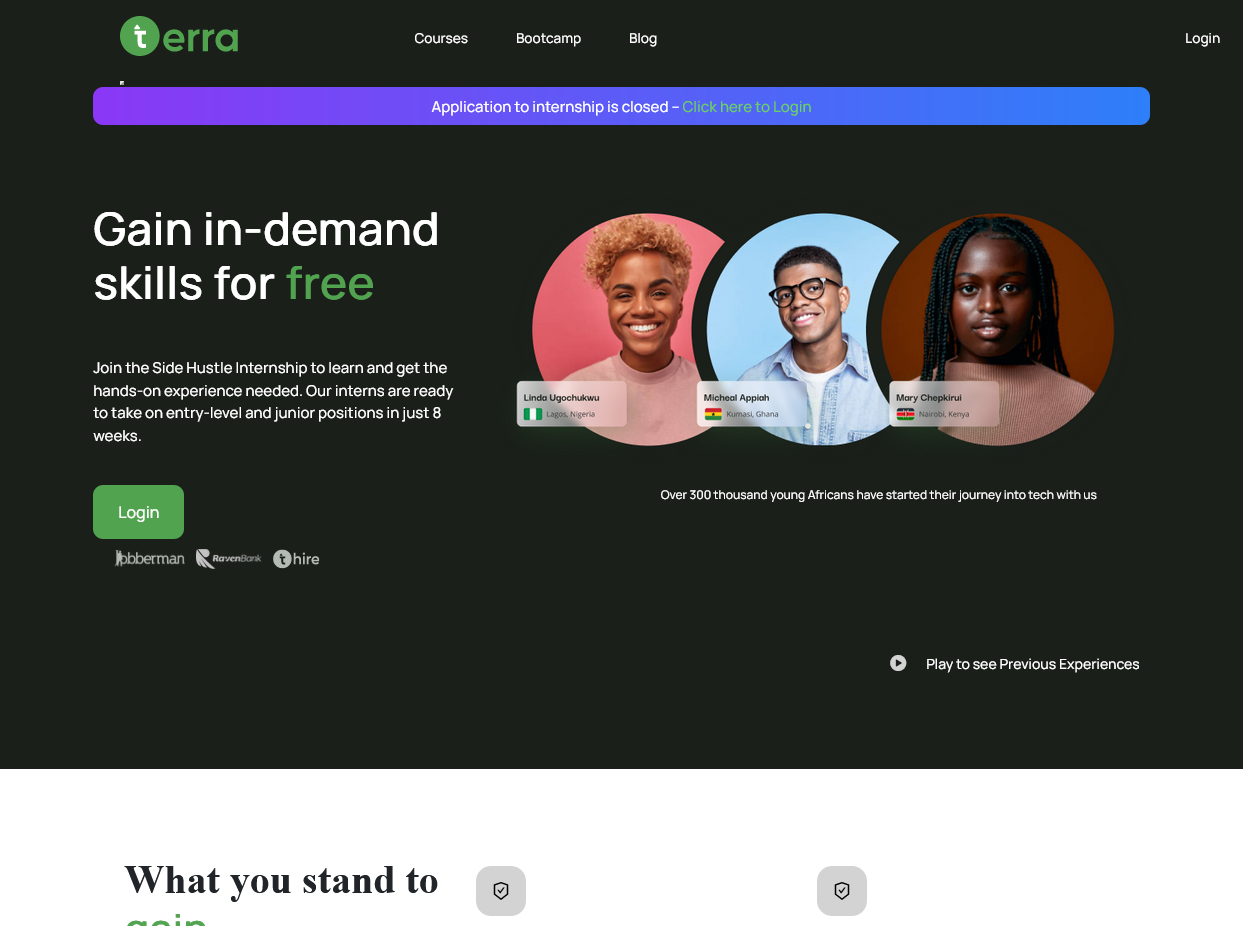 terra
Courses
Bootcamp
Blog
Login
Application to internship is closed – Click here to Login
Gain in-demand
skills for free
Join the Side Hustle Internship to learn and get the
hands-on experience needed. Our interns are ready
to take on entry-level and junior positions in just 8
weeks.
Login
Jobberman
RavenBank
thire
Linda Ugochukwu
Lagos, Nigeria
Micheal Appiah
Kumasi, Ghana
Mary Chepkirui
Nairobi, Kenya
Over 300 thousand young Africans have started their journey into tech with us
Play to see Previous Experiences
What you stand to
gain